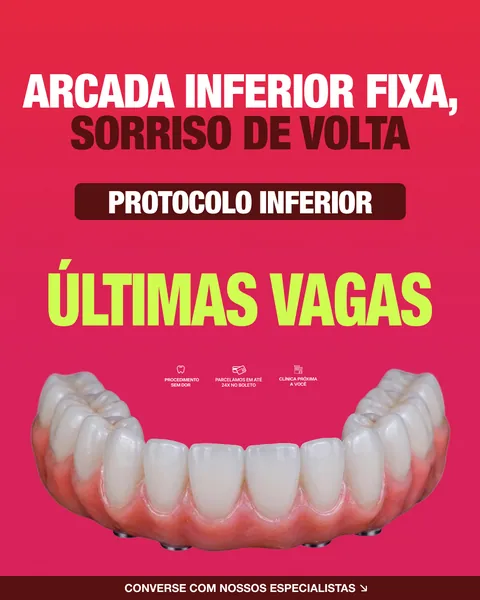 ARCADA INFERIOR FIXA,
SORRISO DE VOLTA
PROTOCOLO INFERIOR
ÚLTIMAS VAGAS
PROCEDIMENTO
SEM DOR
PARCELAMOS EM ATÉ
24X NO BOLETO
CLÍNICA PRÓXIMA
A VOCÊ
CONVERSE COM NOSSOS ESPECIALISTAS ↘